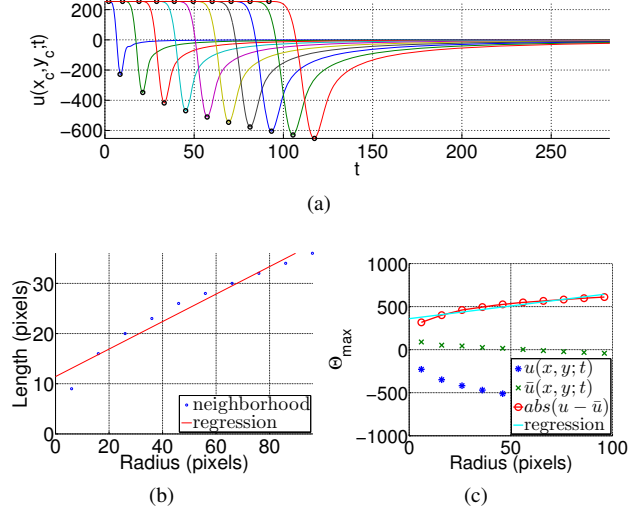 200
0
−200
−400
−600
u(x_c,y_c,t)
0 50 100 150 200 250
t
(a)
30
20
10
0
Length (pixels)
0 20 40 60 80
Radius (pixels)
neighborhood
regression
(b)
1000
500
0
−500
−1000
Θ_max
0 50 100
Radius (pixels)
u(x, y; t)
ū(x, y; t)
abs(u − ū)
regression
(c)